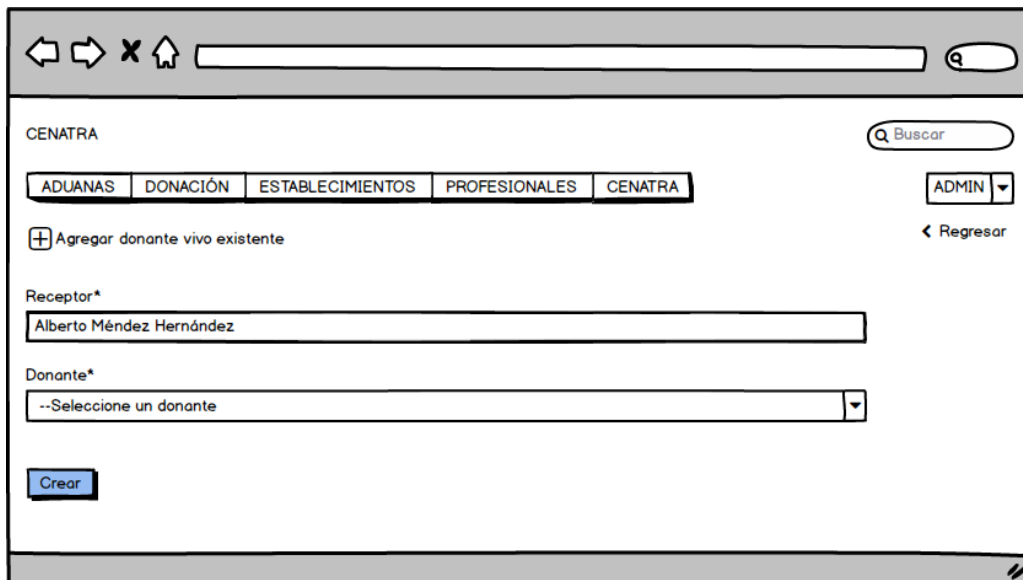 CENATRA
Buscar
ADUANAS DONACIÓN ESTABLECIMIENTOS PROFESIONALES CENATRA
ADMIN
Agregar donante vivo existente
Regresar
Receptor*
Alberto Méndez Hernández
Donante*
--Seleccione un donante
Crear